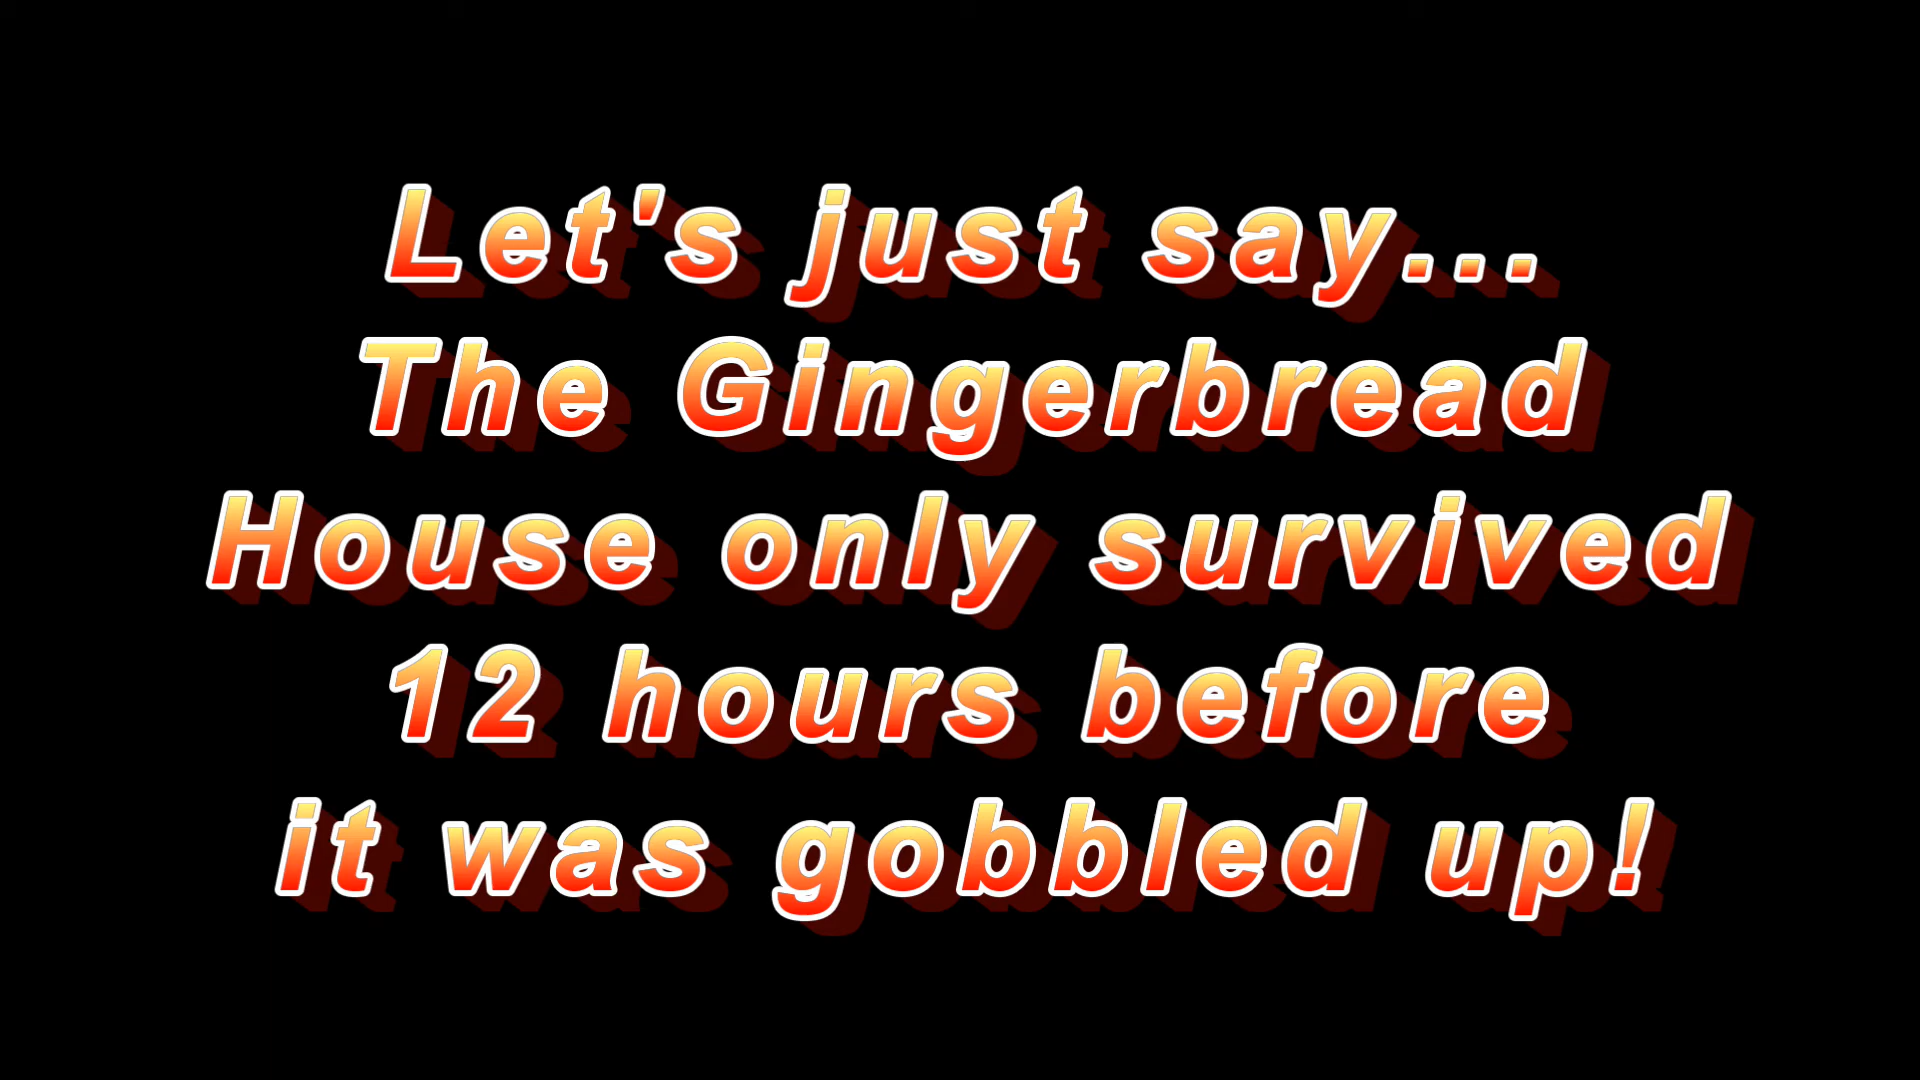 Let's just say...
The Gingerbread
House only survived
12 hours before
it was gobbled up!